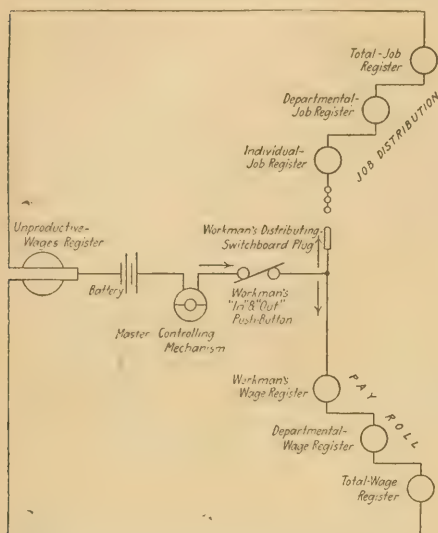 Total-Job
Register
Departmental-
Job Register
Individual-
Job Register
JOB DISTRIBUTION
Unproductive-
Wages Register
Workman's Distributing-
Switchboard Plug
Battery
Workman's
"In"&"Out"
Push-Button
Master Controlling
Mechanism
Workman's
Wage Register
PAY ROLL
Departmental-
Wage Register
Total-Wage
Register